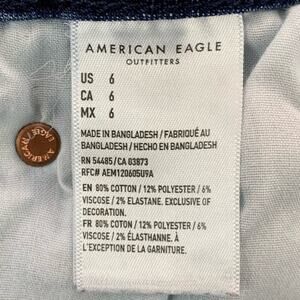 AMERICAN EAGLE
OUTFITTERS
US 6
CA 6
MX 6
MADE IN BANGLADESH / FABRIQUÉ AU
BANGLADESH / HECHO EN BANGLADESH
RN 54485 / CA 03873
RFC# AEM120605U9A
EN 80% COTTON / 12% POLYESTER / 6%
VISCOSE / 2% ELASTANE. EXCLUSIVE OF
DECORATION.
FR 80% COTON / 12% POLYESTER / 6%
VISCOSE / 2% ÉLASTHANNE. À
L'EXCEPTION DE LA GARNITURE.
AMERICAN EAGLE